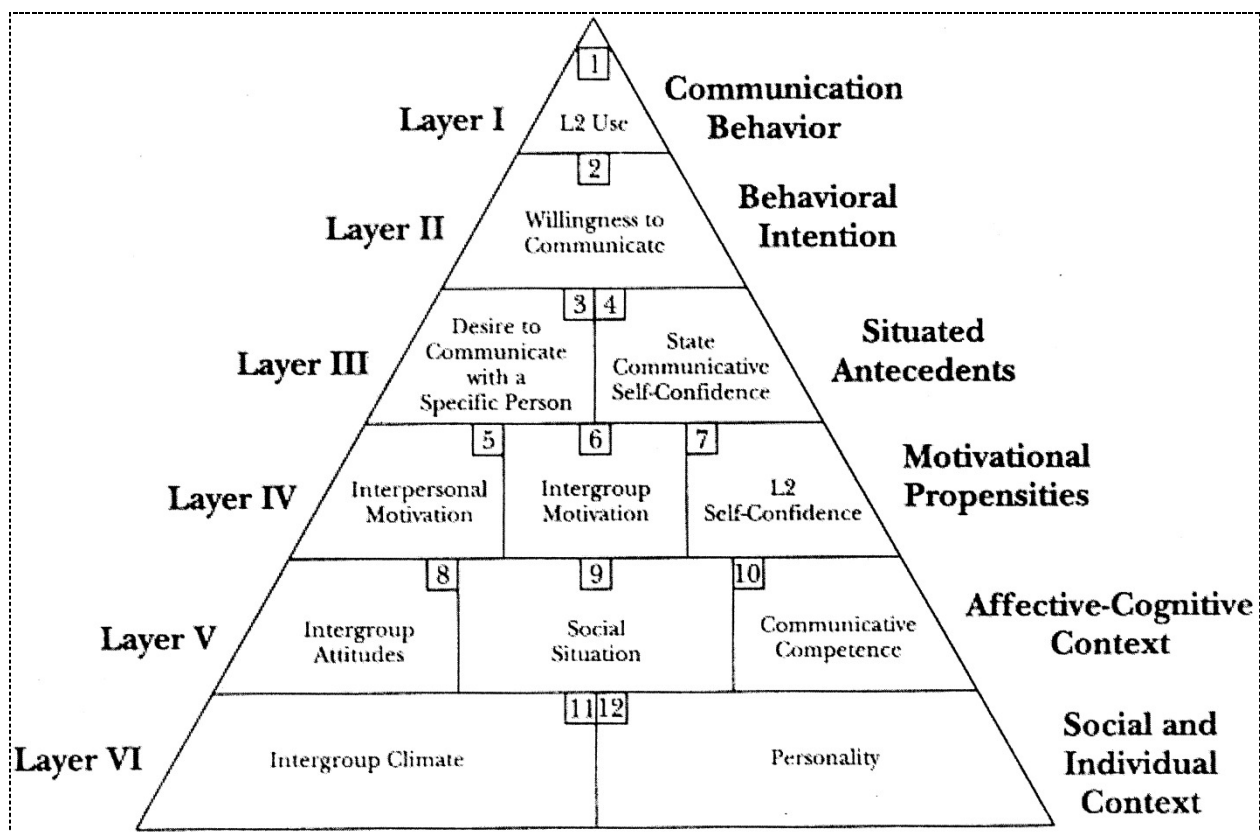 1
Layer I
L2 Use
Communication
Behavior
2
Layer II
Willingness to
Communicate
Behavioral
Intention
3 4
Layer III
Desire to
Communicate
with a
Specific Person
State
Communicative
Self-Confidence
Situated
Antecedents
5 6 7
Layer IV
Interpersonal
Motivation
Intergroup
Motivation
L2
Self-Confidence
Motivational
Propensities
8 9 10
Layer V
Intergroup
Attitudes
Social
Situation
Communicative
Competence
Affective-Cognitive
Context
11 12
Layer VI
Intergroup Climate
Personality
Social and
Individual
Context